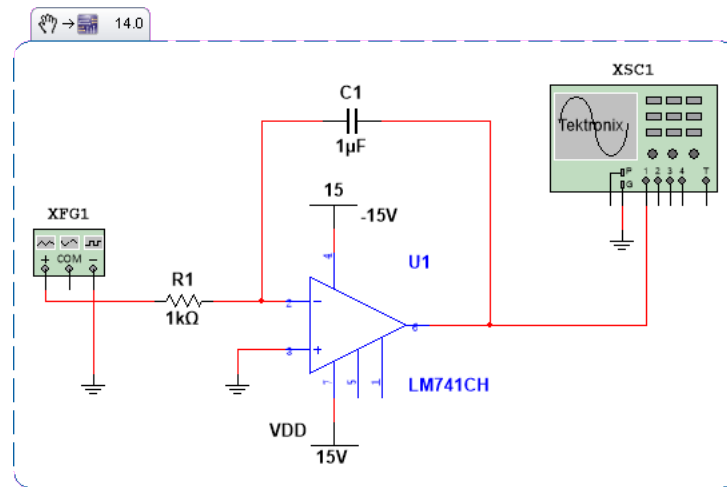 14.0
XSC1
C1
Tektronix
1µF
P
G
1 2 3 4 T
15
-15V
XFG1
4
U1
+ COM −
R1
2 −
1kΩ
6
3 +
7 5 1
LM741CH
VDD
15V